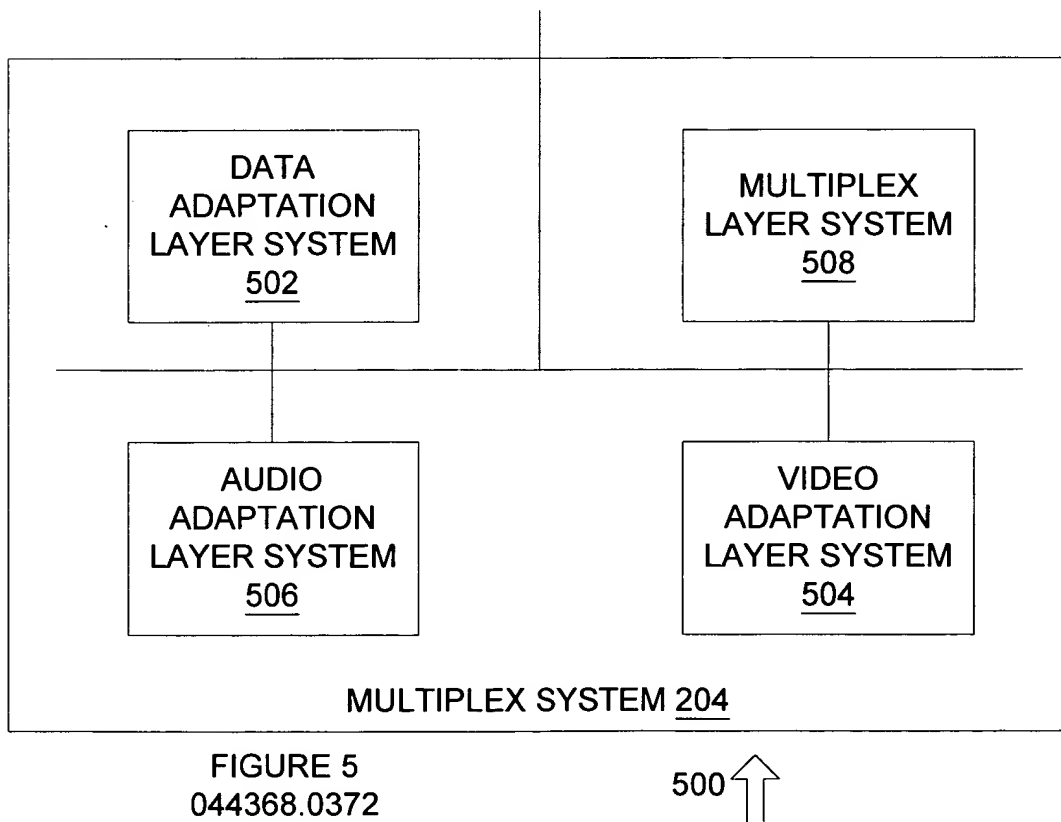 DATA
ADAPTATION
LAYER SYSTEM
502
MULTIPLEX
LAYER SYSTEM
508
AUDIO
ADAPTATION
LAYER SYSTEM
506
VIDEO
ADAPTATION
LAYER SYSTEM
504
MULTIPLEX SYSTEM 204
FIGURE 5
044368.0372
500